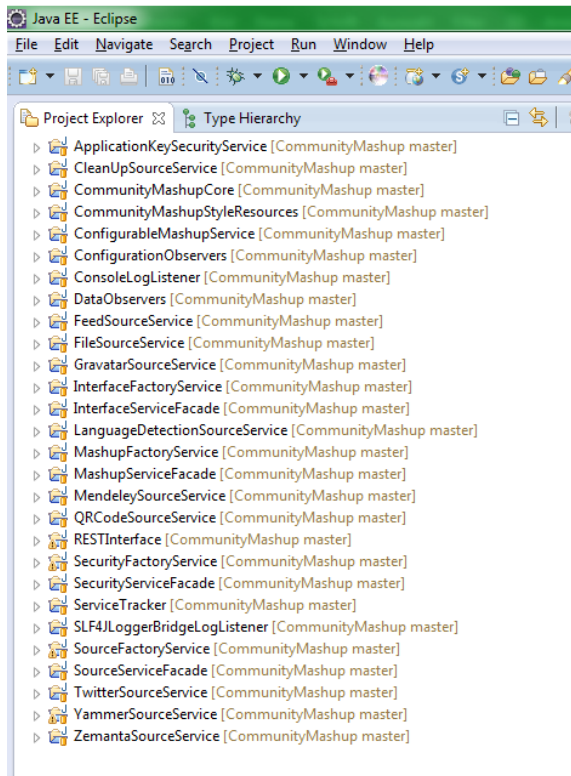 Java EE - Eclipse
File Edit Navigate Search Project Run Window Help
Project Explorer Type Hierarchy
ApplicationKeySecurityService [CommunityMashup master]
CleanUpSourceService [CommunityMashup master]
CommunityMashupCore [CommunityMashup master]
CommunityMashupStyleResources [CommunityMashup master]
ConfigurableMashupService [CommunityMashup master]
ConfigurationObservers [CommunityMashup master]
ConsoleLogListener [CommunityMashup master]
DataObservers [CommunityMashup master]
FeedSourceService [CommunityMashup master]
FileSourceService [CommunityMashup master]
GravatarSourceService [CommunityMashup master]
InterfaceFactoryService [CommunityMashup master]
InterfaceServiceFacade [CommunityMashup master]
LanguageDetectionSourceService [CommunityMashup master]
MashupFactoryService [CommunityMashup master]
MashupServiceFacade [CommunityMashup master]
MendeleySourceService [CommunityMashup master]
QRCodeSourceService [CommunityMashup master]
RESTInterface [CommunityMashup master]
SecurityFactoryService [CommunityMashup master]
SecurityServiceFacade [CommunityMashup master]
ServiceTracker [CommunityMashup master]
SLF4JLoggerBridgeLogListener [CommunityMashup master]
SourceFactoryService [CommunityMashup master]
SourceServiceFacade [CommunityMashup master]
TwitterSourceService [CommunityMashup master]
YammerSourceService [CommunityMashup master]
ZemantaSourceService [CommunityMashup master]